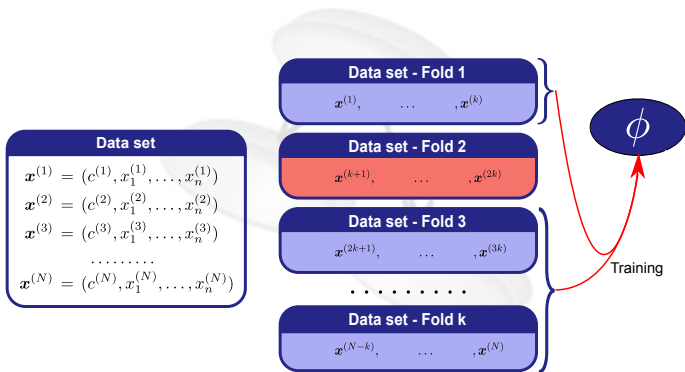 Data set
x^(1) = (c^(1), x_1^(1), . . . , x_n^(1))
x^(2) = (c^(2), x_1^(2), . . . , x_n^(2))
x^(3) = (c^(3), x_1^(3), . . . , x_n^(3))
. . . . . . . . .
x^(N) = (c^(N), x_1^(N), . . . , x_n^(N))
Data set - Fold 1
x^(1), . . . , x^(k)
Data set - Fold 2
x^(k+1), . . . , x^(2k)
Data set - Fold 3
x^(2k+1), . . . , x^(3k)
. . . . . . . . .
Data set - Fold k
x^(N−k), . . . , x^(N)
ϕ
Training